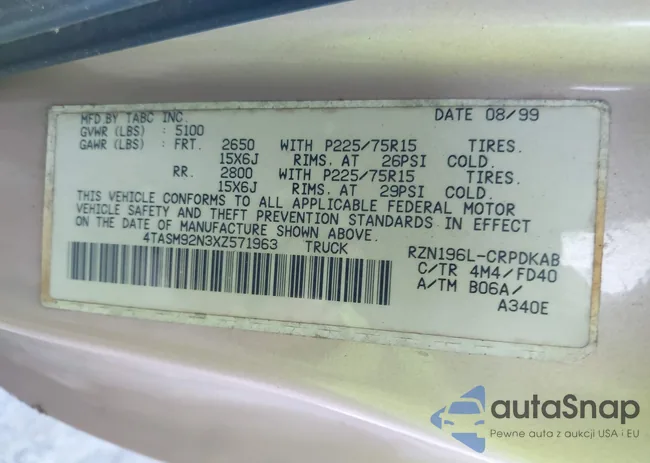 MFD BY TABC INC. DATE 08/99
GVWR (LBS) : 5100
GAWR (LBS) : FRT. 2650 WITH P225/75R15 TIRES.
15X6J RIMS. AT 26PSI COLD.
RR. 2800 WITH P225/75R15 TIRES.
15X6J RIMS. AT 29PSI COLD.
THIS VEHICLE CONFORMS TO ALL APPLICABLE FEDERAL MOTOR
VEHICLE SAFETY AND THEFT PREVENTION STANDARDS IN EFFECT
ON THE DATE OF MANUFACTURE SHOWN ABOVE.
4TASM92N3XZ571963 TRUCK RZN196L-CRPDKAB
C/TR 4M4/FD40
A/TM B06A/
A340E
autaSnap
Pewne auta z aukcji USA i EU